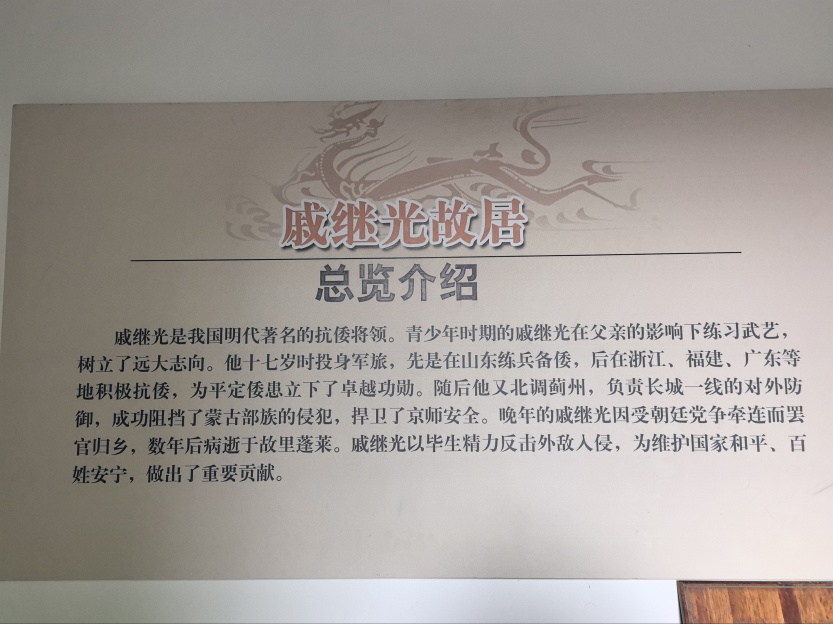 戚继光故居
总览介绍
戚继光是我国明代著名的抗倭将领。青少年时期的戚继光在父亲的影响下练习武艺，
树立了远大志向。他十七岁时投身军旅，先是在山东练兵备倭，后在浙江、福建、广东等
地积极抗倭，为平定倭患立下了卓越功勋。随后他又北调蓟州，负责长城一线的对外防
御，成功阻挡了蒙古部族的侵犯，捍卫了京师安全。晚年的戚继光因受朝廷党争牵连而罢
官归乡，数年后病逝于故里蓬莱。戚继光以毕生精力反击外敌入侵，为维护国家和平、百
姓安宁，做出了重要贡献。